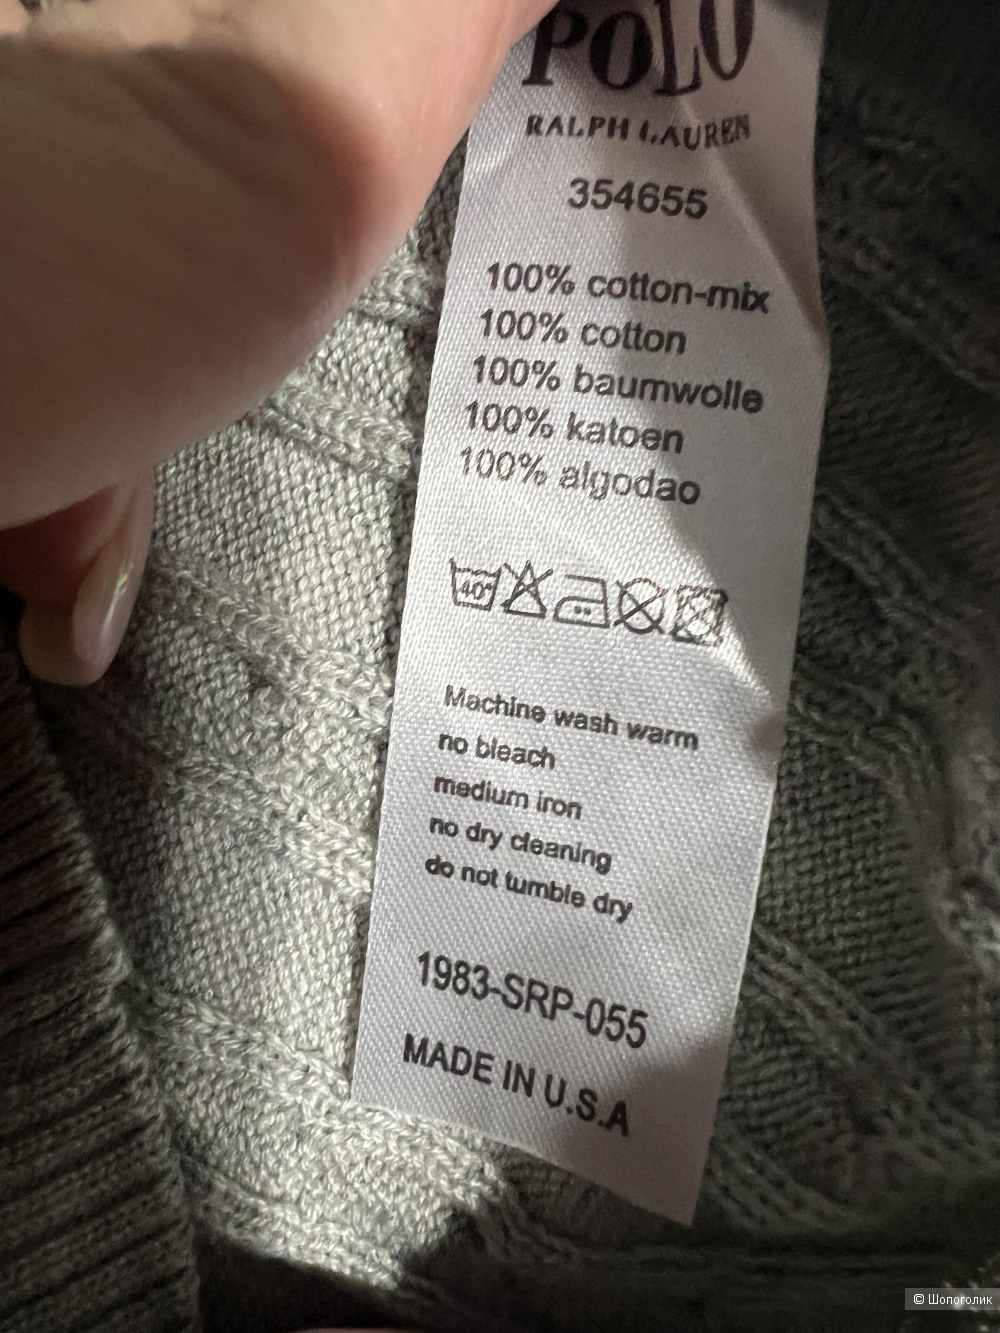 POLO
RALPH LAUREN
354655
100% cotton-mix
100% cotton
100% baumwolle
100% katoen
100% algodao
40°
Machine wash warm
no bleach
medium iron
no dry cleaning
do not tumble dry
1983-SRP-055
MADE IN U.S.A
© Шопоголик